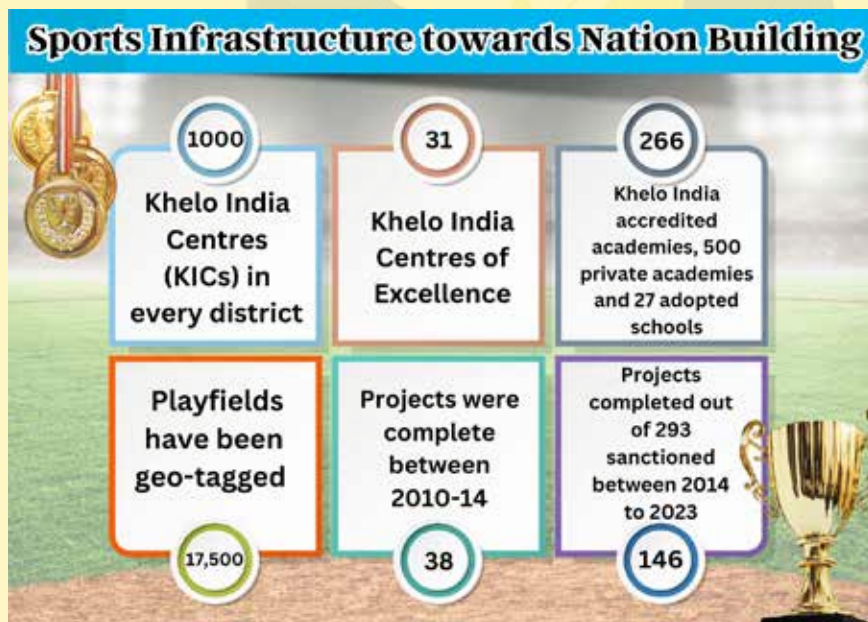 Sports Infrastructure towards Nation Building
1000
Khelo India
Centres
(KICs) in
every district
31
Khelo India
Centres of
Excellence
266
Khelo India
accredited
academies, 500
private academies
and 27 adopted
schools
Playfields
have been
geo-tagged
17,500
Projects were
complete
between
2010-14
38
Projects
completed out
of 293
sanctioned
between 2014
to 2023
146